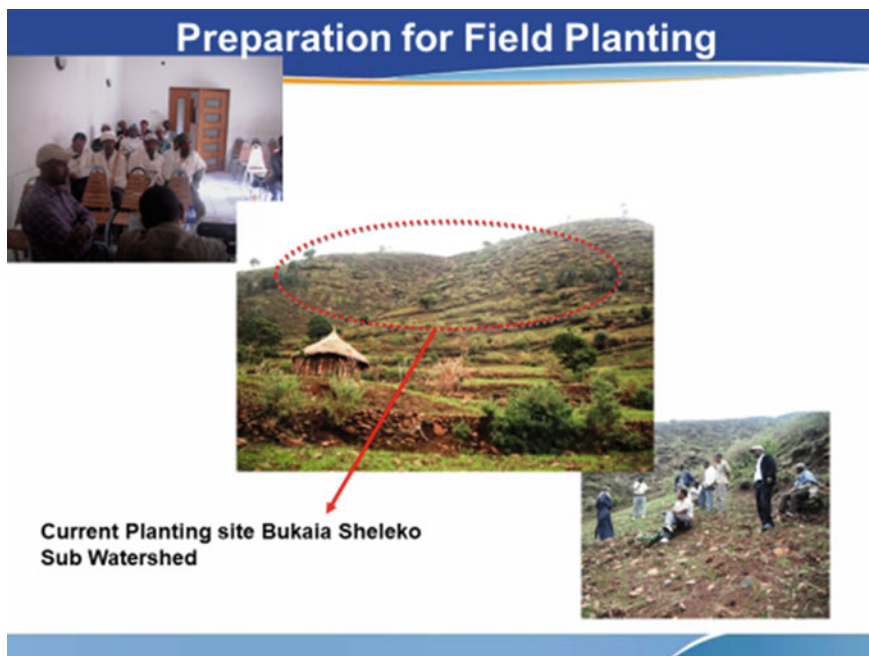 Preparation for Field Planting
Current Planting site Bukaia Sheleko
Sub Watershed